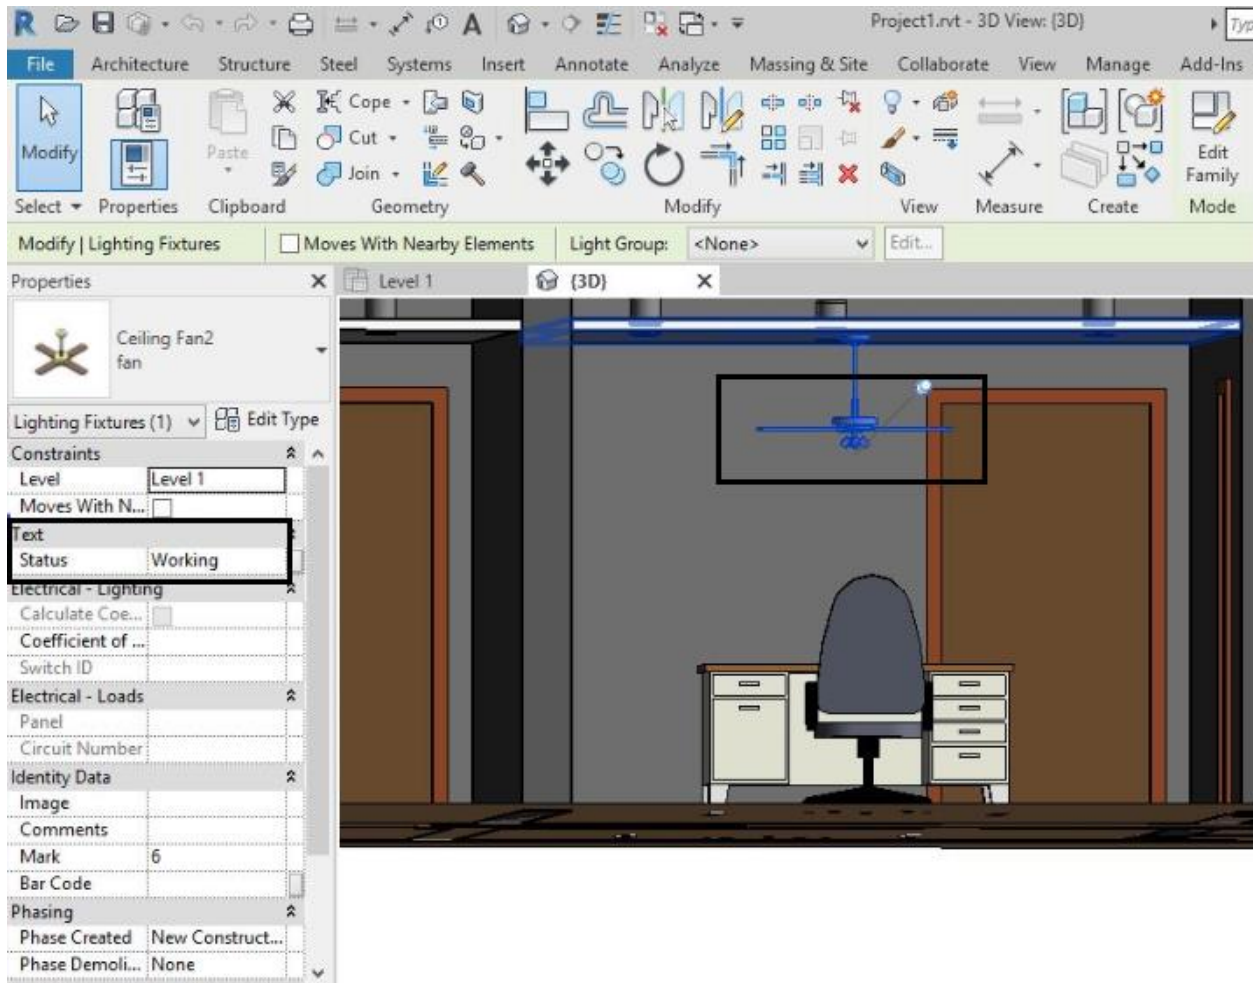 R A Project1.rvt - 3D View: {3D} Typ
File Architecture Structure Steel Systems Insert Annotate Analyze Massing & Site Collaborate View Manage Add-Ins
Modify Paste Cope Cut Join Edit Family
Select Properties Clipboard Geometry Modify View Measure Create Mode
Modify | Lighting Fixtures Moves With Nearby Elements Light Group: <None> Edit...
Properties Level 1 {3D}
Ceiling Fan2
fan
Lighting Fixtures (1) Edit Type
Constraints
Level Level 1
Moves With N...
Text
Status Working
Electrical - Lighting
Calculate Coe...
Coefficient of ...
Switch ID
Electrical - Loads
Panel
Circuit Number
Identity Data
Image
Comments
Mark 6
Bar Code
Phasing
Phase Created New Construct...
Phase Demoli... None